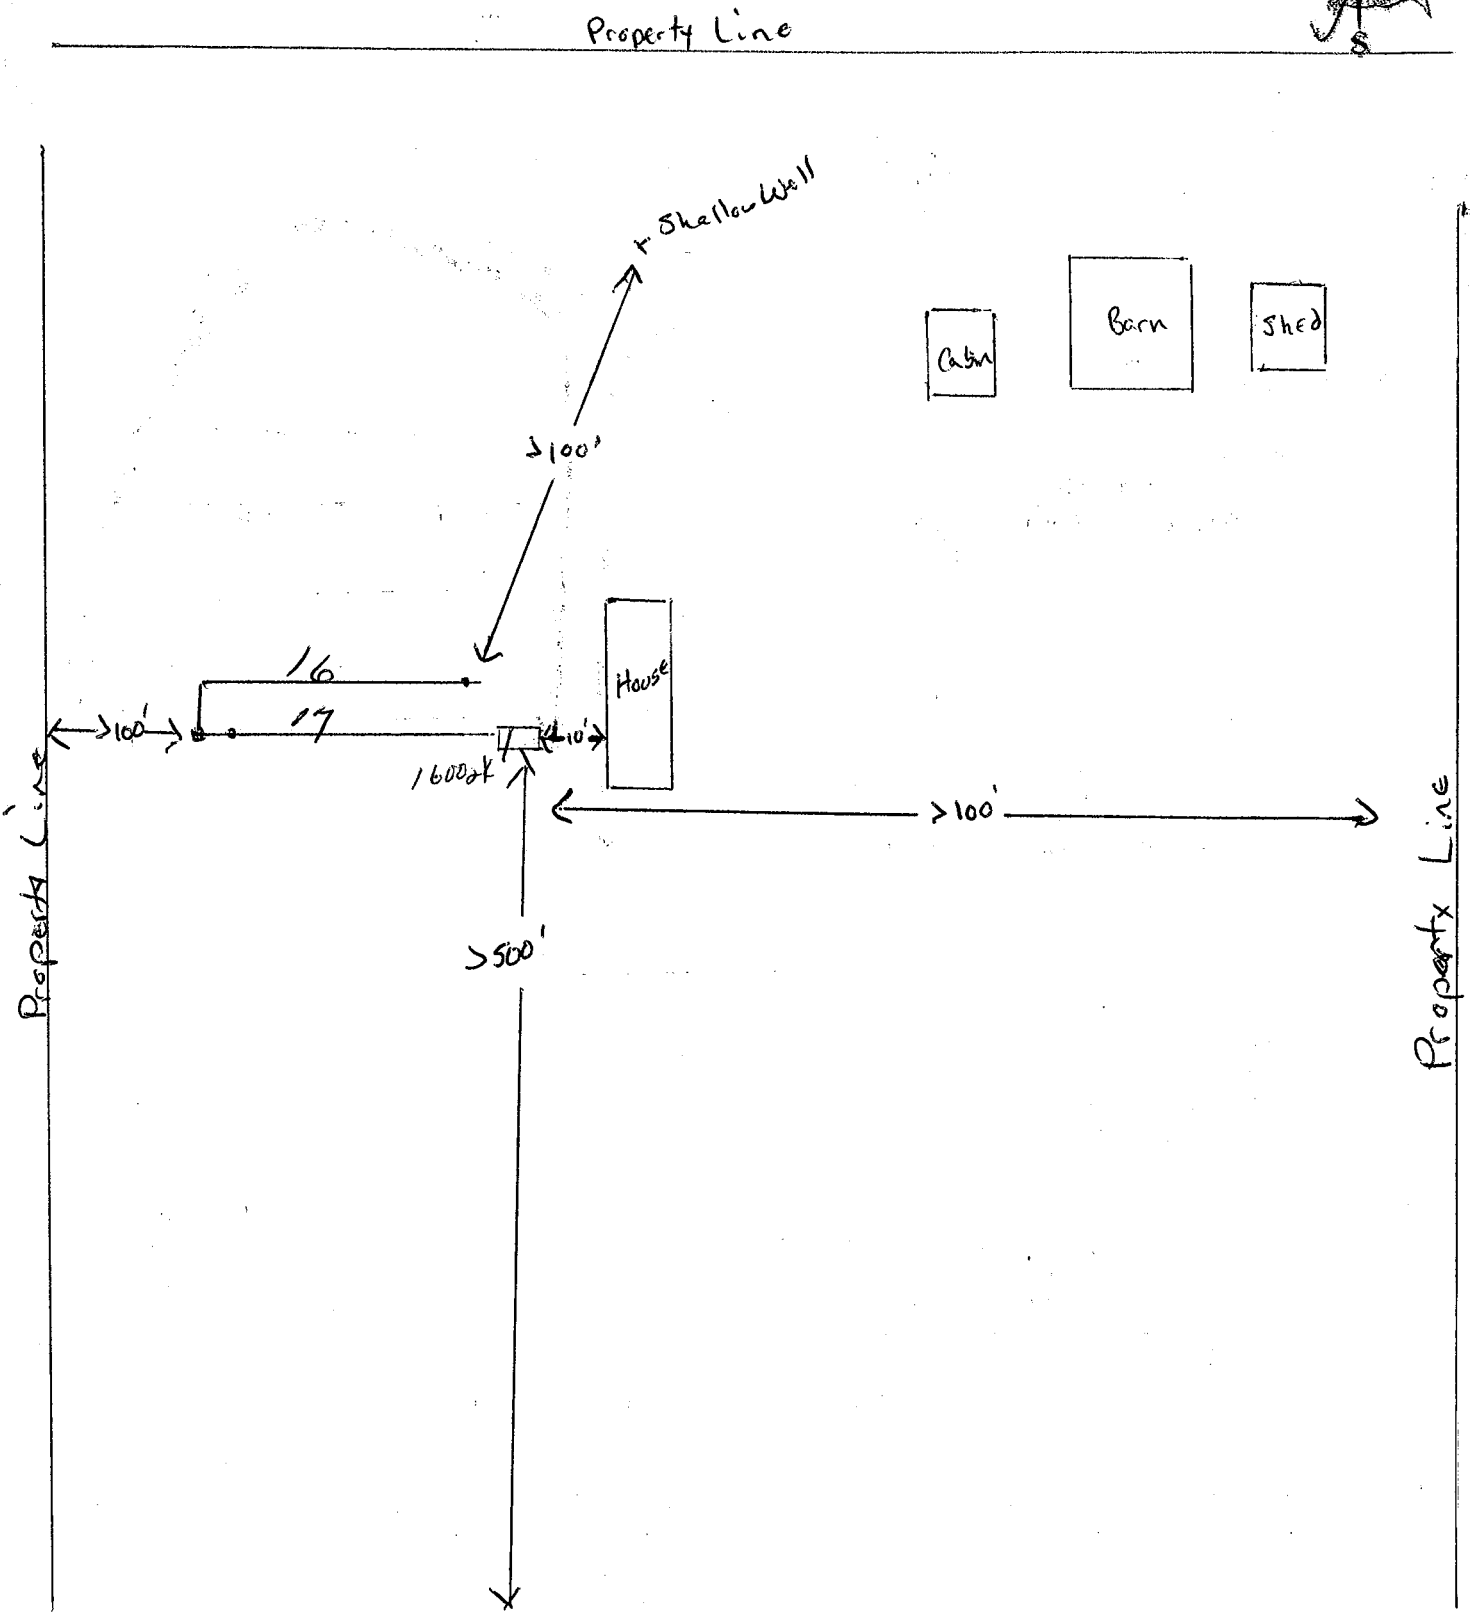 Property Line
S
Shallow Well
Cabin
Barn
Shed
>100'
House
16
17
>100'
10'
>100'
>500'
Property Line
Property Line